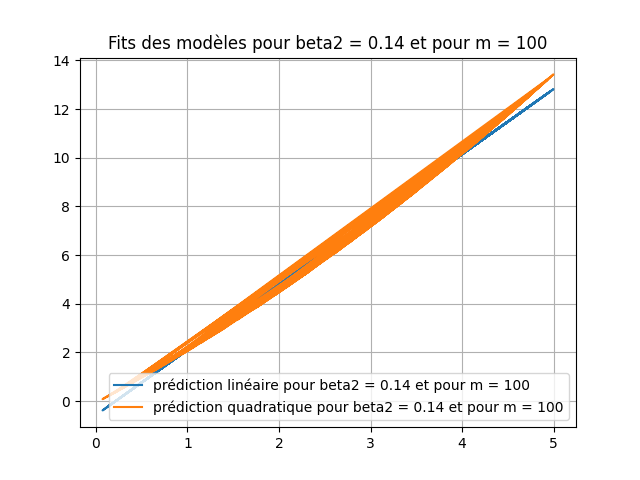 Fits des modèles pour beta2 = 0.14 et pour m = 100
14
12
10
8
6
4
2
0
prédiction linéaire pour beta2 = 0.14 et pour m = 100
prédiction quadratique pour beta2 = 0.14 et pour m = 100
0 1 2 3 4 5